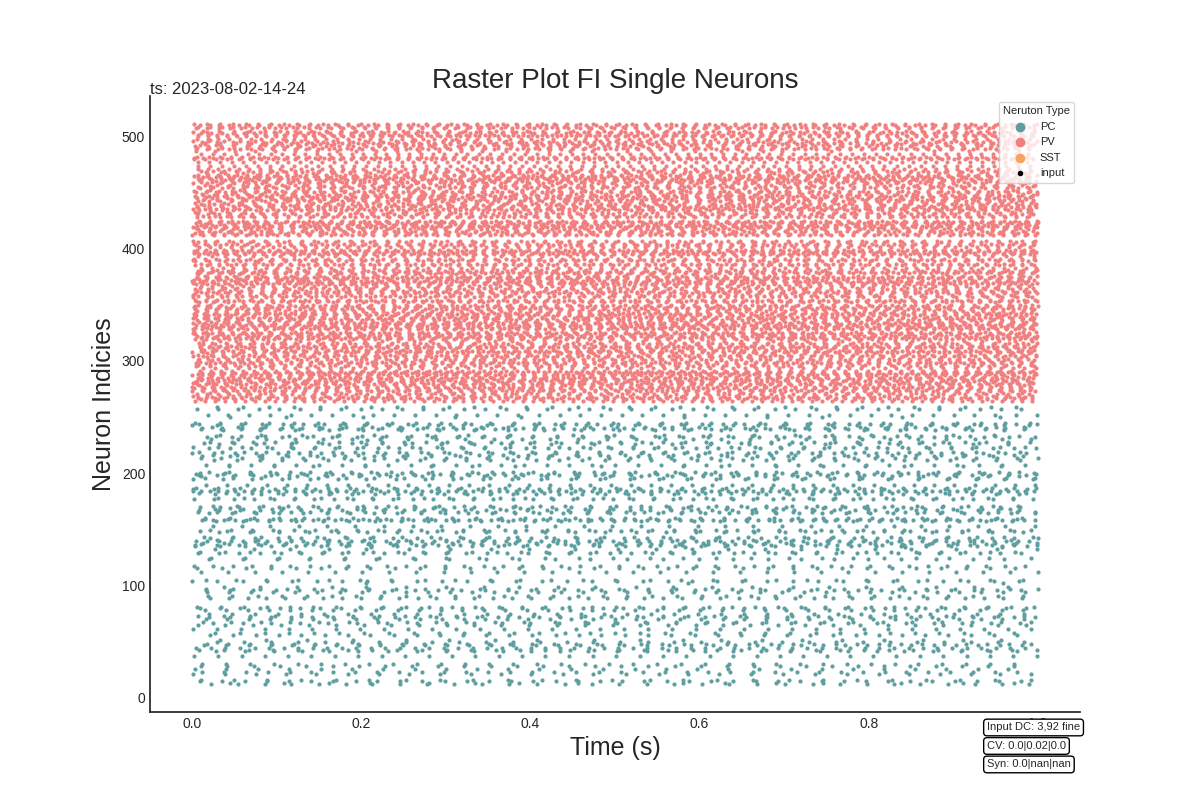 Raster Plot FI Single Neurons
ts: 2023-08-02-14-24
Neruton Type
PC
PV
SST
input
Neuron Indicies
500
400
300
200
100
0
0.0 0.2 0.4 0.6 0.8
Time (s)
Input DC: 3,92 fine
CV: 0.0|0.02|0.0
Syn: 0.0|nan|nan